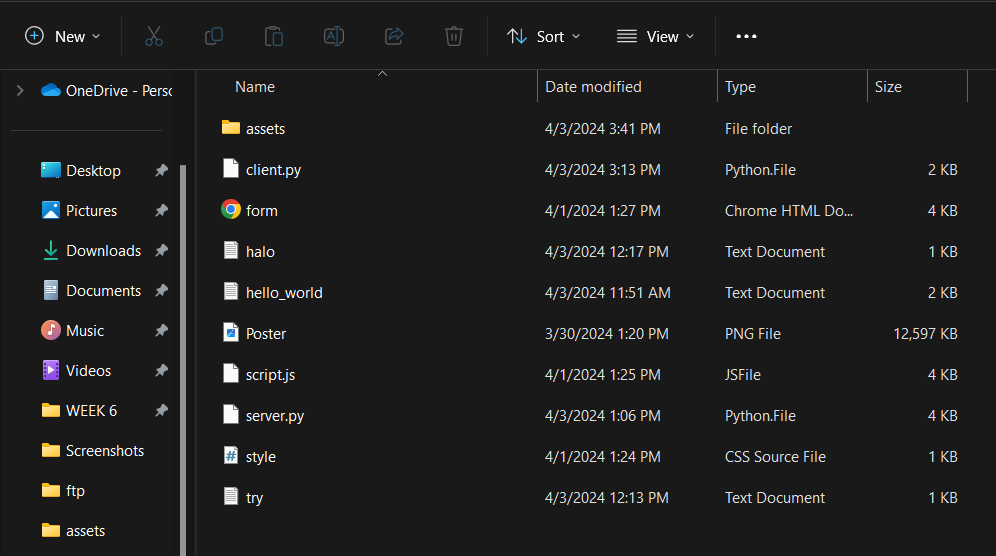 New Sort View
OneDrive - Perso Name Date modified Type Size
assets 4/3/2024 3:41 PM File folder
Desktop client.py 4/3/2024 3:13 PM Python.File 2 KB
Pictures form 4/1/2024 1:27 PM Chrome HTML Do... 4 KB
Downloads halo 4/3/2024 12:17 PM Text Document 1 KB
Documents hello_world 4/3/2024 11:51 AM Text Document 2 KB
Music Poster 3/30/2024 1:20 PM PNG File 12,597 KB
Videos script.js 4/1/2024 1:25 PM JSFile 4 KB
WEEK 6 server.py 4/3/2024 1:06 PM Python.File 4 KB
Screenshots style 4/1/2024 1:24 PM CSS Source File 1 KB
ftp try 4/3/2024 12:13 PM Text Document 1 KB
assets